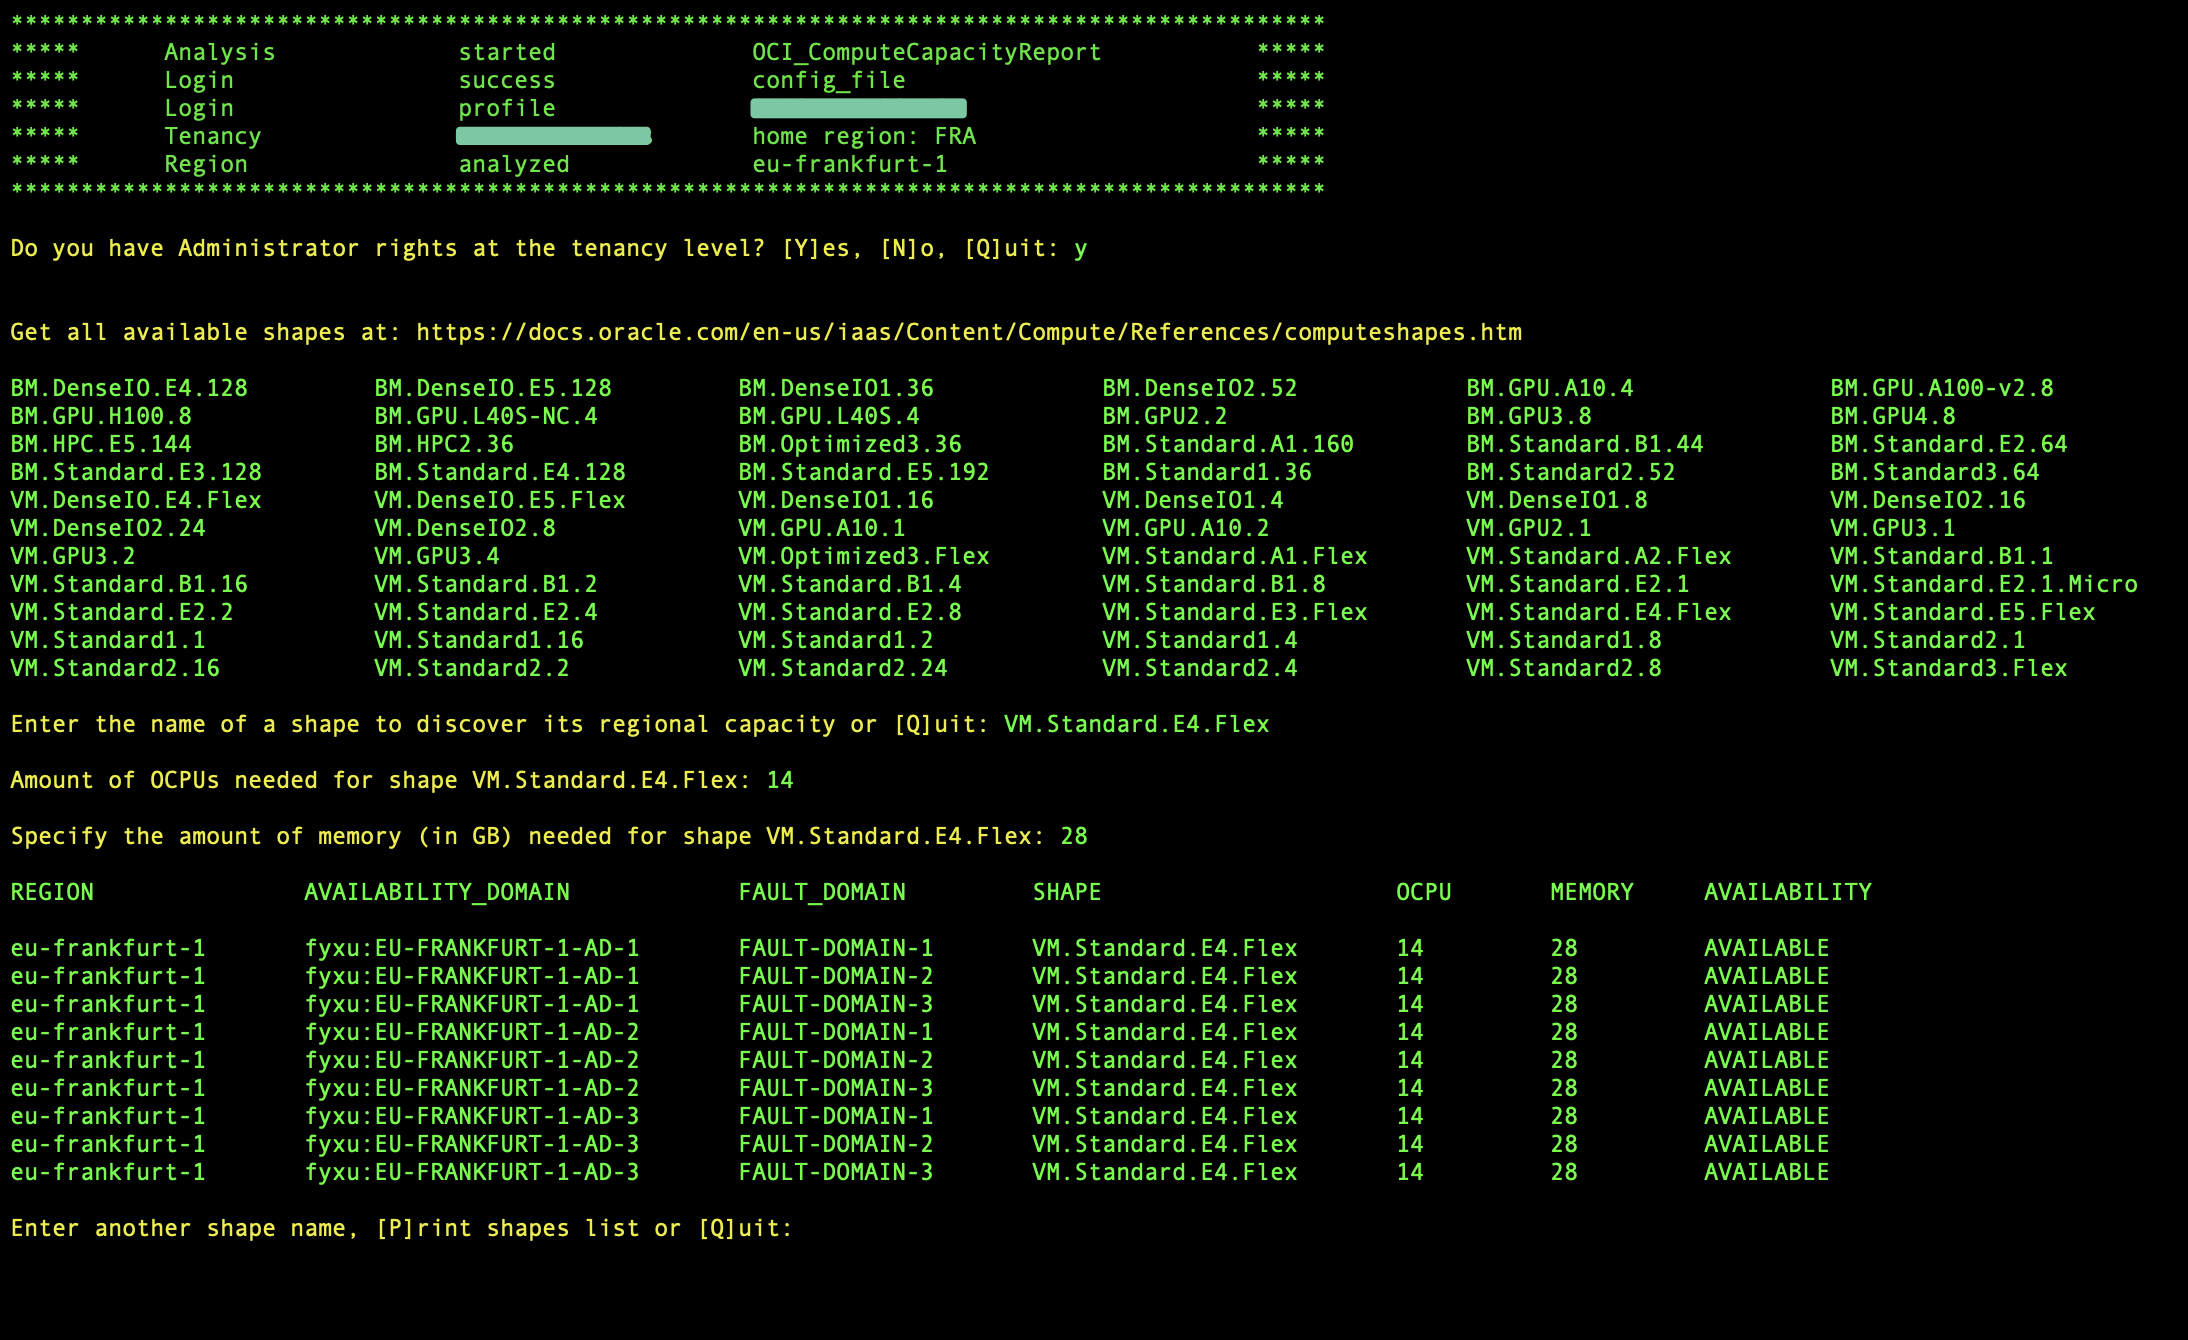 **********************************************************************************************
***** Analysis started OCI_ComputeCapacityReport *****
***** Login success config_file *****
***** Login profile *****
***** Tenancy home region: FRA *****
***** Region analyzed eu-frankfurt-1 *****
**********************************************************************************************
Do you have Administrator rights at the tenancy level? [Y]es, [N]o, [Q]uit: y
Get all available shapes at: https://docs.oracle.com/en-us/iaas/Content/Compute/References/computeshapes.htm
BM.DenseIO.E4.128 BM.DenseIO.E5.128 BM.DenseIO1.36 BM.DenseIO2.52 BM.GPU.A10.4 BM.GPU.A100-v2.8
BM.GPU.H100.8 BM.GPU.L40S-NC.4 BM.GPU.L40S.4 BM.GPU2.2 BM.GPU3.8 BM.GPU4.8
BM.HPC.E5.144 BM.HPC2.36 BM.Optimized3.36 BM.Standard.A1.160 BM.Standard.B1.44 BM.Standard.E2.64
BM.Standard.E3.128 BM.Standard.E4.128 BM.Standard.E5.192 BM.Standard1.36 BM.Standard2.52 BM.Standard3.64
VM.DenseIO.E4.Flex VM.DenseIO.E5.Flex VM.DenseIO1.16 VM.DenseIO1.4 VM.DenseIO1.8 VM.DenseIO2.16
VM.DenseIO2.24 VM.DenseIO2.8 VM.GPU.A10.1 VM.GPU.A10.2 VM.GPU2.1 VM.GPU3.1
VM.GPU3.2 VM.GPU3.4 VM.Optimized3.Flex VM.Standard.A1.Flex VM.Standard.A2.Flex VM.Standard.B1.1
VM.Standard.B1.16 VM.Standard.B1.2 VM.Standard.B1.4 VM.Standard.B1.8 VM.Standard.E2.1 VM.Standard.E2.1.Micro
VM.Standard.E2.2 VM.Standard.E2.4 VM.Standard.E2.8 VM.Standard.E3.Flex VM.Standard.E4.Flex VM.Standard.E5.Flex
VM.Standard1.1 VM.Standard1.16 VM.Standard1.2 VM.Standard1.4 VM.Standard1.8 VM.Standard2.1
VM.Standard2.16 VM.Standard2.2 VM.Standard2.24 VM.Standard2.4 VM.Standard2.8 VM.Standard3.Flex
Enter the name of a shape to discover its regional capacity or [Q]uit: VM.Standard.E4.Flex
Amount of OCPUs needed for shape VM.Standard.E4.Flex: 14
Specify the amount of memory (in GB) needed for shape VM.Standard.E4.Flex: 28
REGION AVAILABILITY_DOMAIN FAULT_DOMAIN SHAPE OCPU MEMORY AVAILABILITY
eu-frankfurt-1 fyxu:EU-FRANKFURT-1-AD-1 FAULT-DOMAIN-1 VM.Standard.E4.Flex 14 28 AVAILABLE
eu-frankfurt-1 fyxu:EU-FRANKFURT-1-AD-1 FAULT-DOMAIN-2 VM.Standard.E4.Flex 14 28 AVAILABLE
eu-frankfurt-1 fyxu:EU-FRANKFURT-1-AD-1 FAULT-DOMAIN-3 VM.Standard.E4.Flex 14 28 AVAILABLE
eu-frankfurt-1 fyxu:EU-FRANKFURT-1-AD-2 FAULT-DOMAIN-1 VM.Standard.E4.Flex 14 28 AVAILABLE
eu-frankfurt-1 fyxu:EU-FRANKFURT-1-AD-2 FAULT-DOMAIN-2 VM.Standard.E4.Flex 14 28 AVAILABLE
eu-frankfurt-1 fyxu:EU-FRANKFURT-1-AD-2 FAULT-DOMAIN-3 VM.Standard.E4.Flex 14 28 AVAILABLE
eu-frankfurt-1 fyxu:EU-FRANKFURT-1-AD-3 FAULT-DOMAIN-1 VM.Standard.E4.Flex 14 28 AVAILABLE
eu-frankfurt-1 fyxu:EU-FRANKFURT-1-AD-3 FAULT-DOMAIN-2 VM.Standard.E4.Flex 14 28 AVAILABLE
eu-frankfurt-1 fyxu:EU-FRANKFURT-1-AD-3 FAULT-DOMAIN-3 VM.Standard.E4.Flex 14 28 AVAILABLE
Enter another shape name, [P]rint shapes list or [Q]uit: